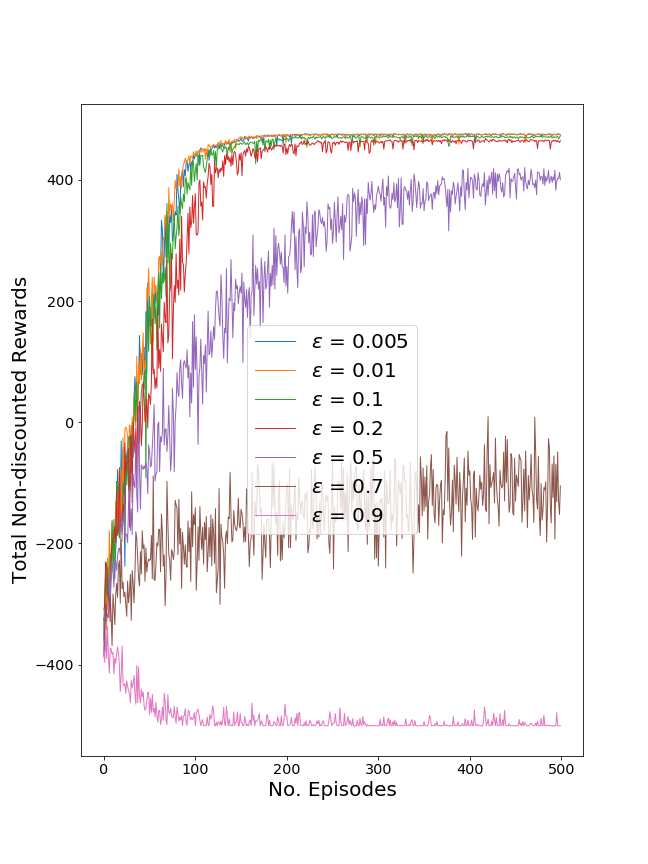 400
200
0
−200
−400
Total Non-discounted Rewards
ε = 0.005
ε = 0.01
ε = 0.1
ε = 0.2
ε = 0.5
ε = 0.7
ε = 0.9
0 100 200 300 400 500
No. Episodes